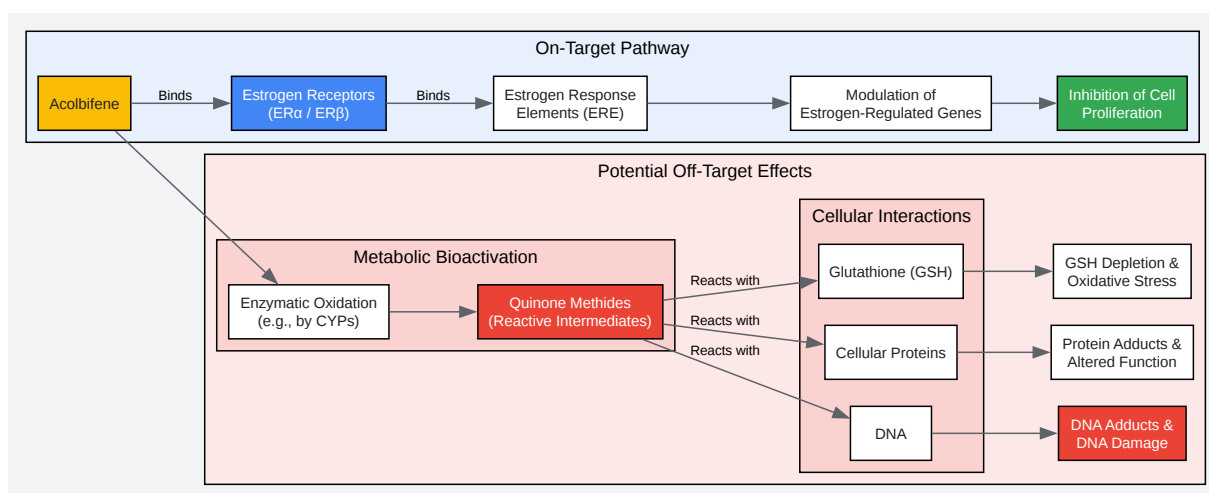 On-Target Pathway
Acolbifene
Binds
Estrogen Receptors
(ERα / ERβ)
Binds
Estrogen Response
Elements (ERE)
Modulation of
Estrogen-Regulated Genes
Inhibition of Cell
Proliferation
Potential Off-Target Effects
Metabolic Bioactivation
Enzymatic Oxidation
(e.g., by CYPs)
Quinone Methides
(Reactive Intermediates)
Reacts with
Reacts with
Reacts with
Cellular Interactions
Glutathione (GSH)
Cellular Proteins
DNA
GSH Depletion &
Oxidative Stress
Protein Adducts &
Altered Function
DNA Adducts &
DNA Damage